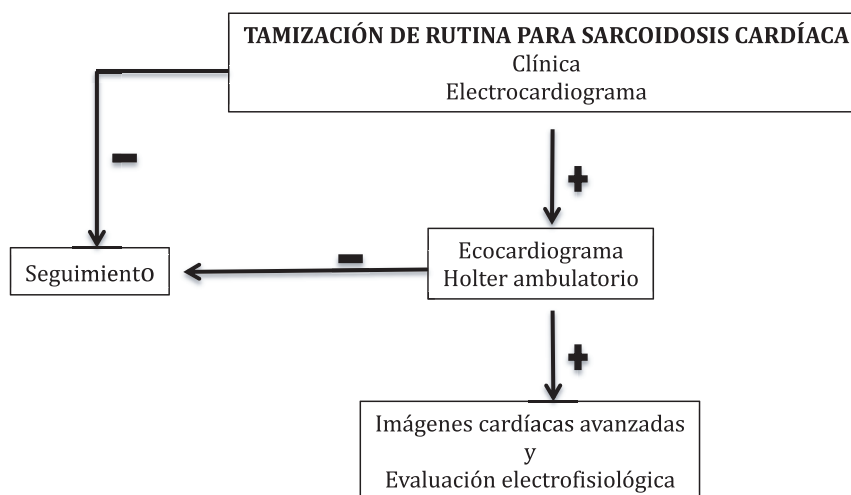 TAMIZACIÓN DE RUTINA PARA SARCOIDOSIS CARDÍACA
Clínica
Electrocardiograma
-
+
Ecocardiograma
Holter ambulatorio
-
Seguimiento
+
Imágenes cardíacas avanzadas
y
Evaluación electrofisiológica